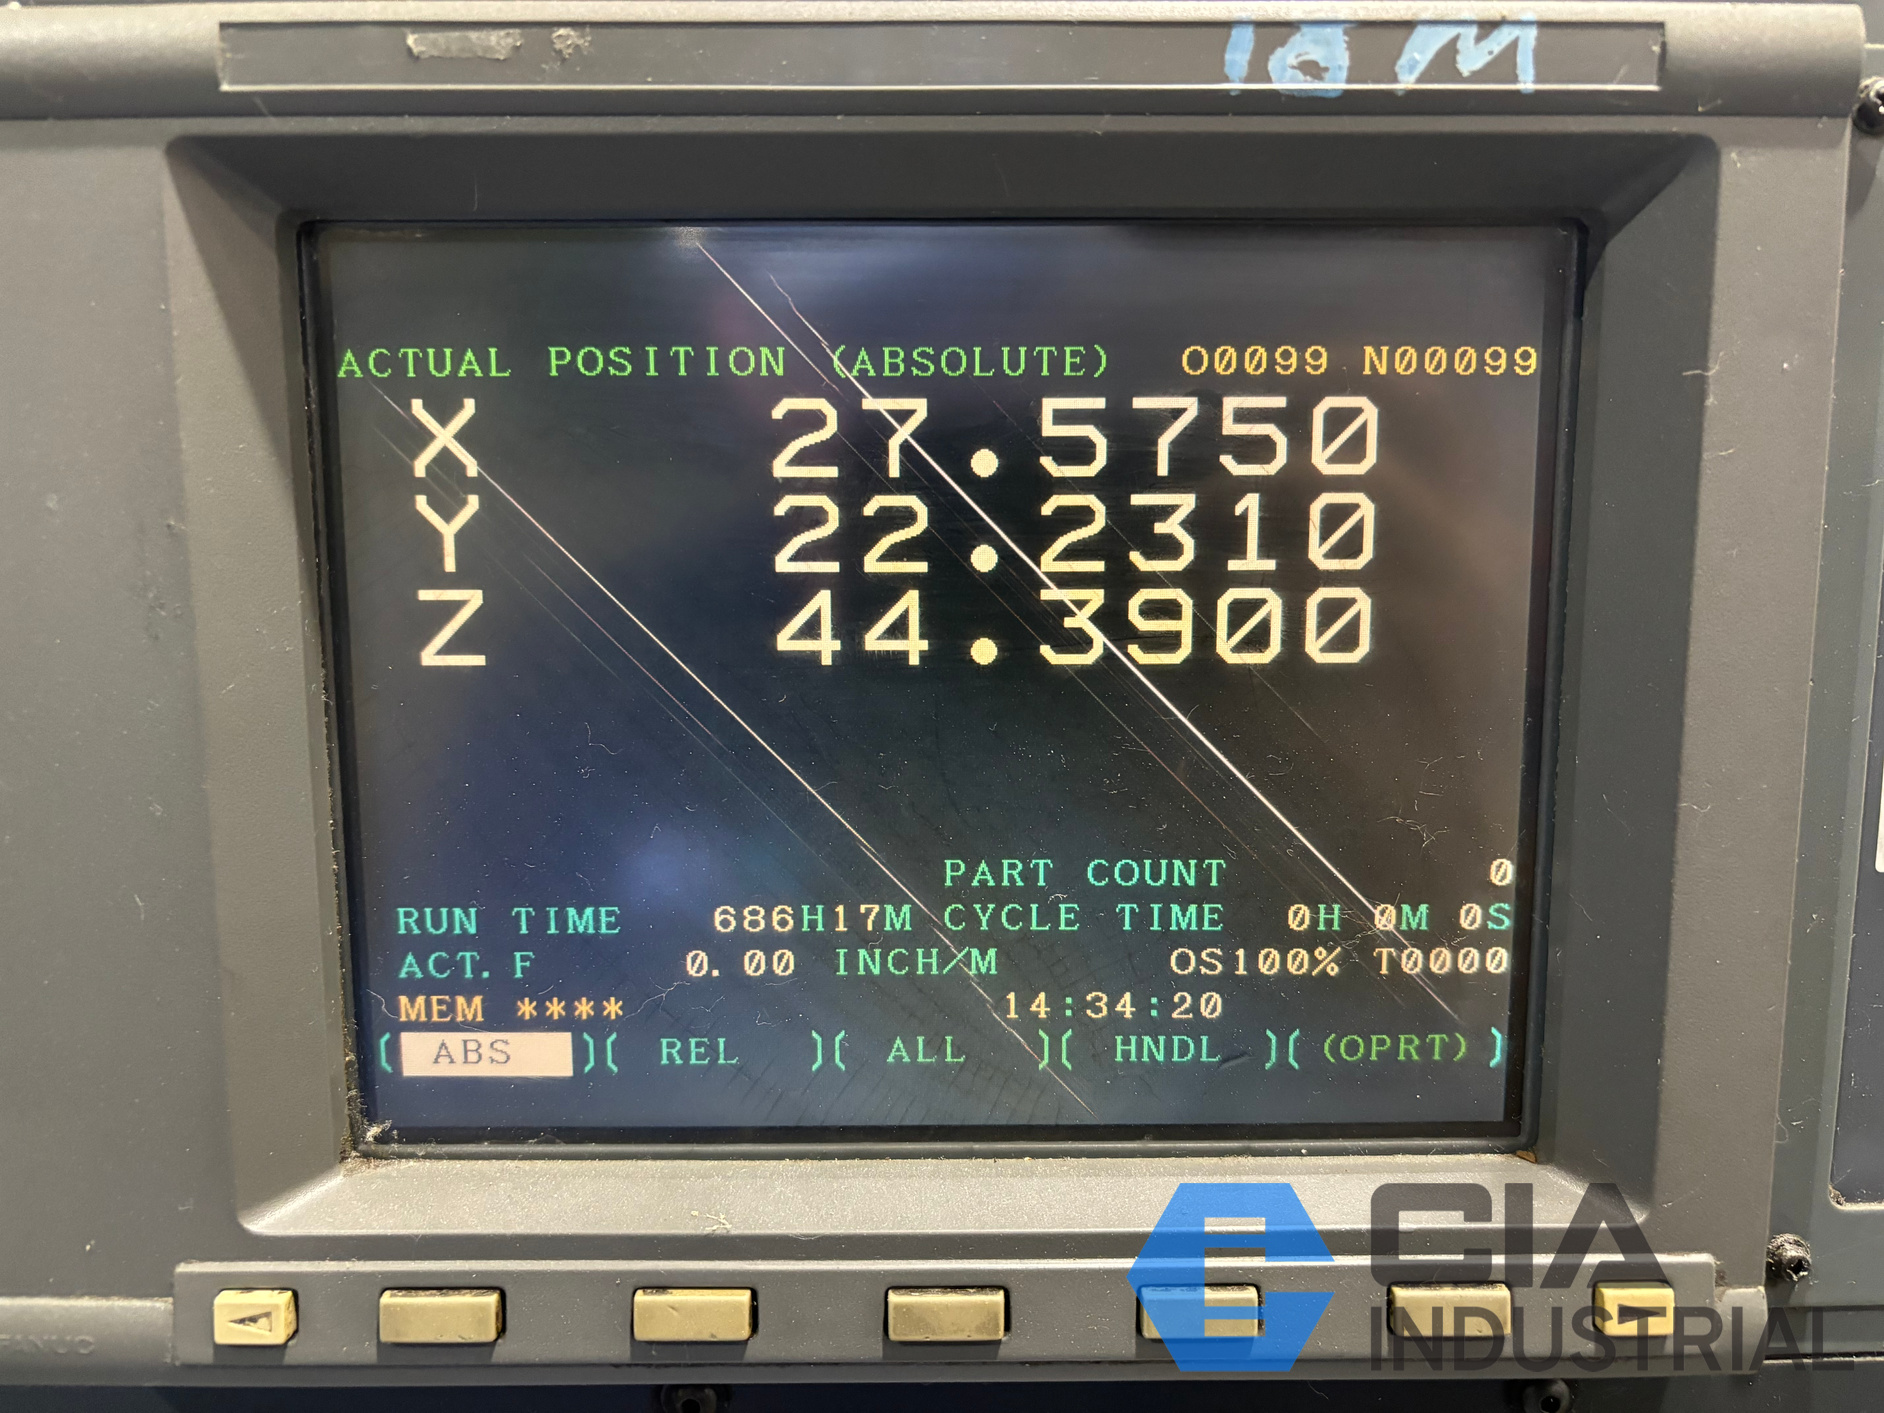 18M
ACTUAL POSITION (ABSOLUTE) O0099 N00099
X 27.5750
Y 22.2310
Z 44.3900
PART COUNT 0
RUN TIME 686H17M CYCLE TIME 0H 0M 0S
ACT.F 0.00 INCH/M OS100% T0000
MEM **** 14:34:20
( ABS )( REL )( ALL )( HNDL )( (OPRT) )
FANUC
CIA
INDUSTRIAL